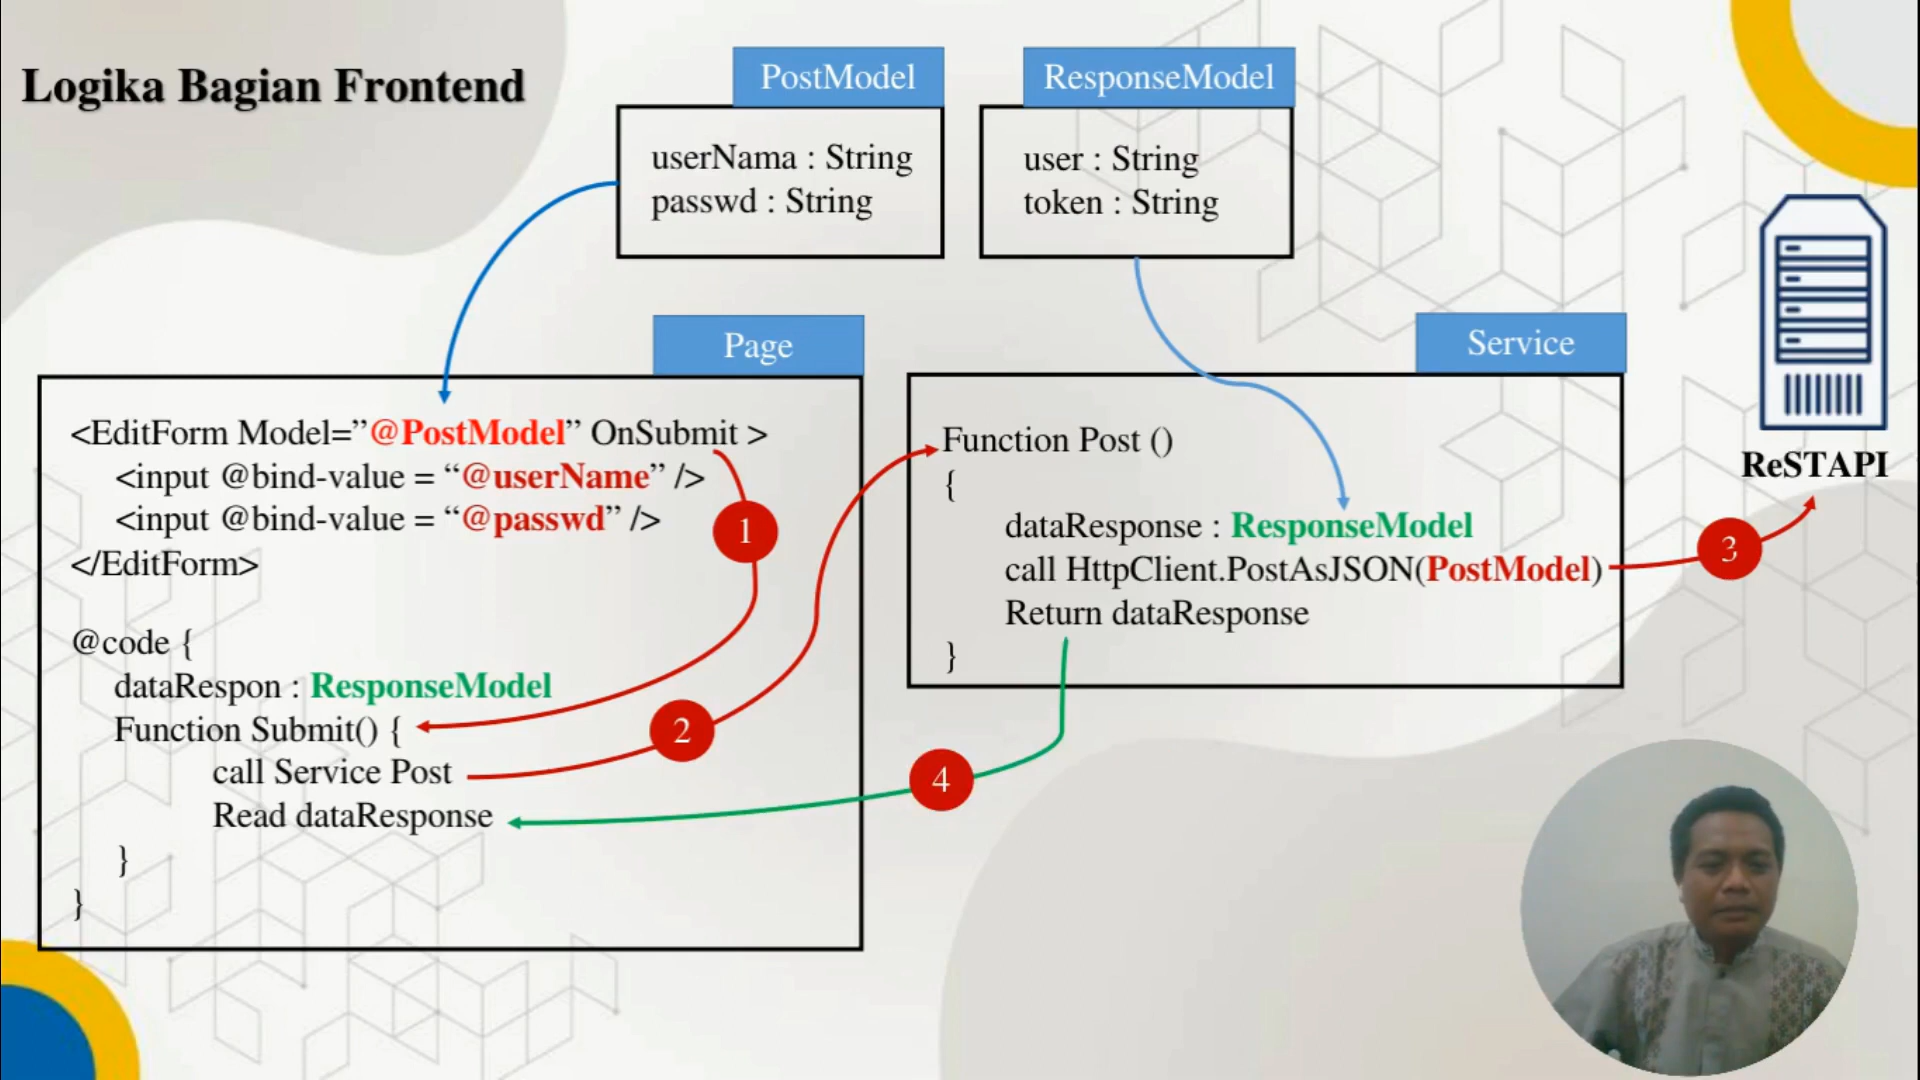 Logika Bagian Frontend
PostModel
userNama : String
passwd : String
ResponseModel
user : String
token : String
Page
<EditForm Model=”@PostModel” OnSubmit >
<input @bind-value = “@userName” />
<input @bind-value = “@passwd” />
</EditForm>
@code {
dataRespon : ResponseModel
Function Submit() {
call Service Post
Read dataResponse
}
}
1
2
Service
Function Post ()
{
dataResponse : ResponseModel
call HttpClient.PostAsJSON(PostModel)
Return dataResponse
}
3
4
ReSTAPI